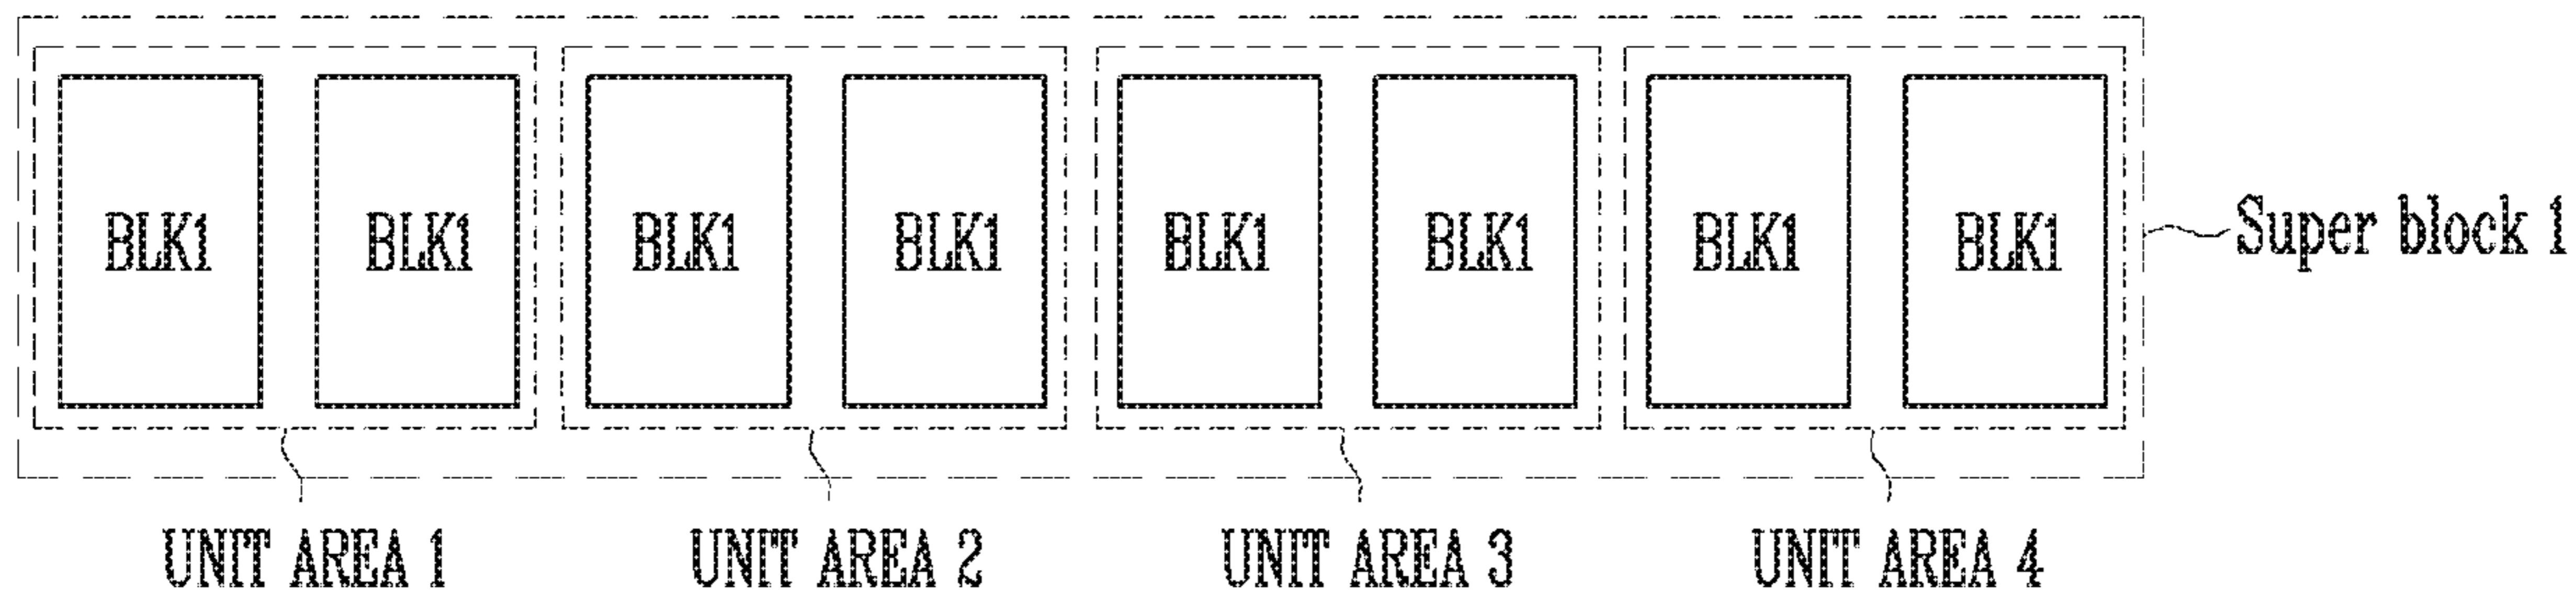 BLK1 BLK1 BLK1 BLK1 BLK1 BLK1 BLK1 BLK1 Super block 1
UNIT AREA 1 UNIT AREA 2 UNIT AREA 3 UNIT AREA 4